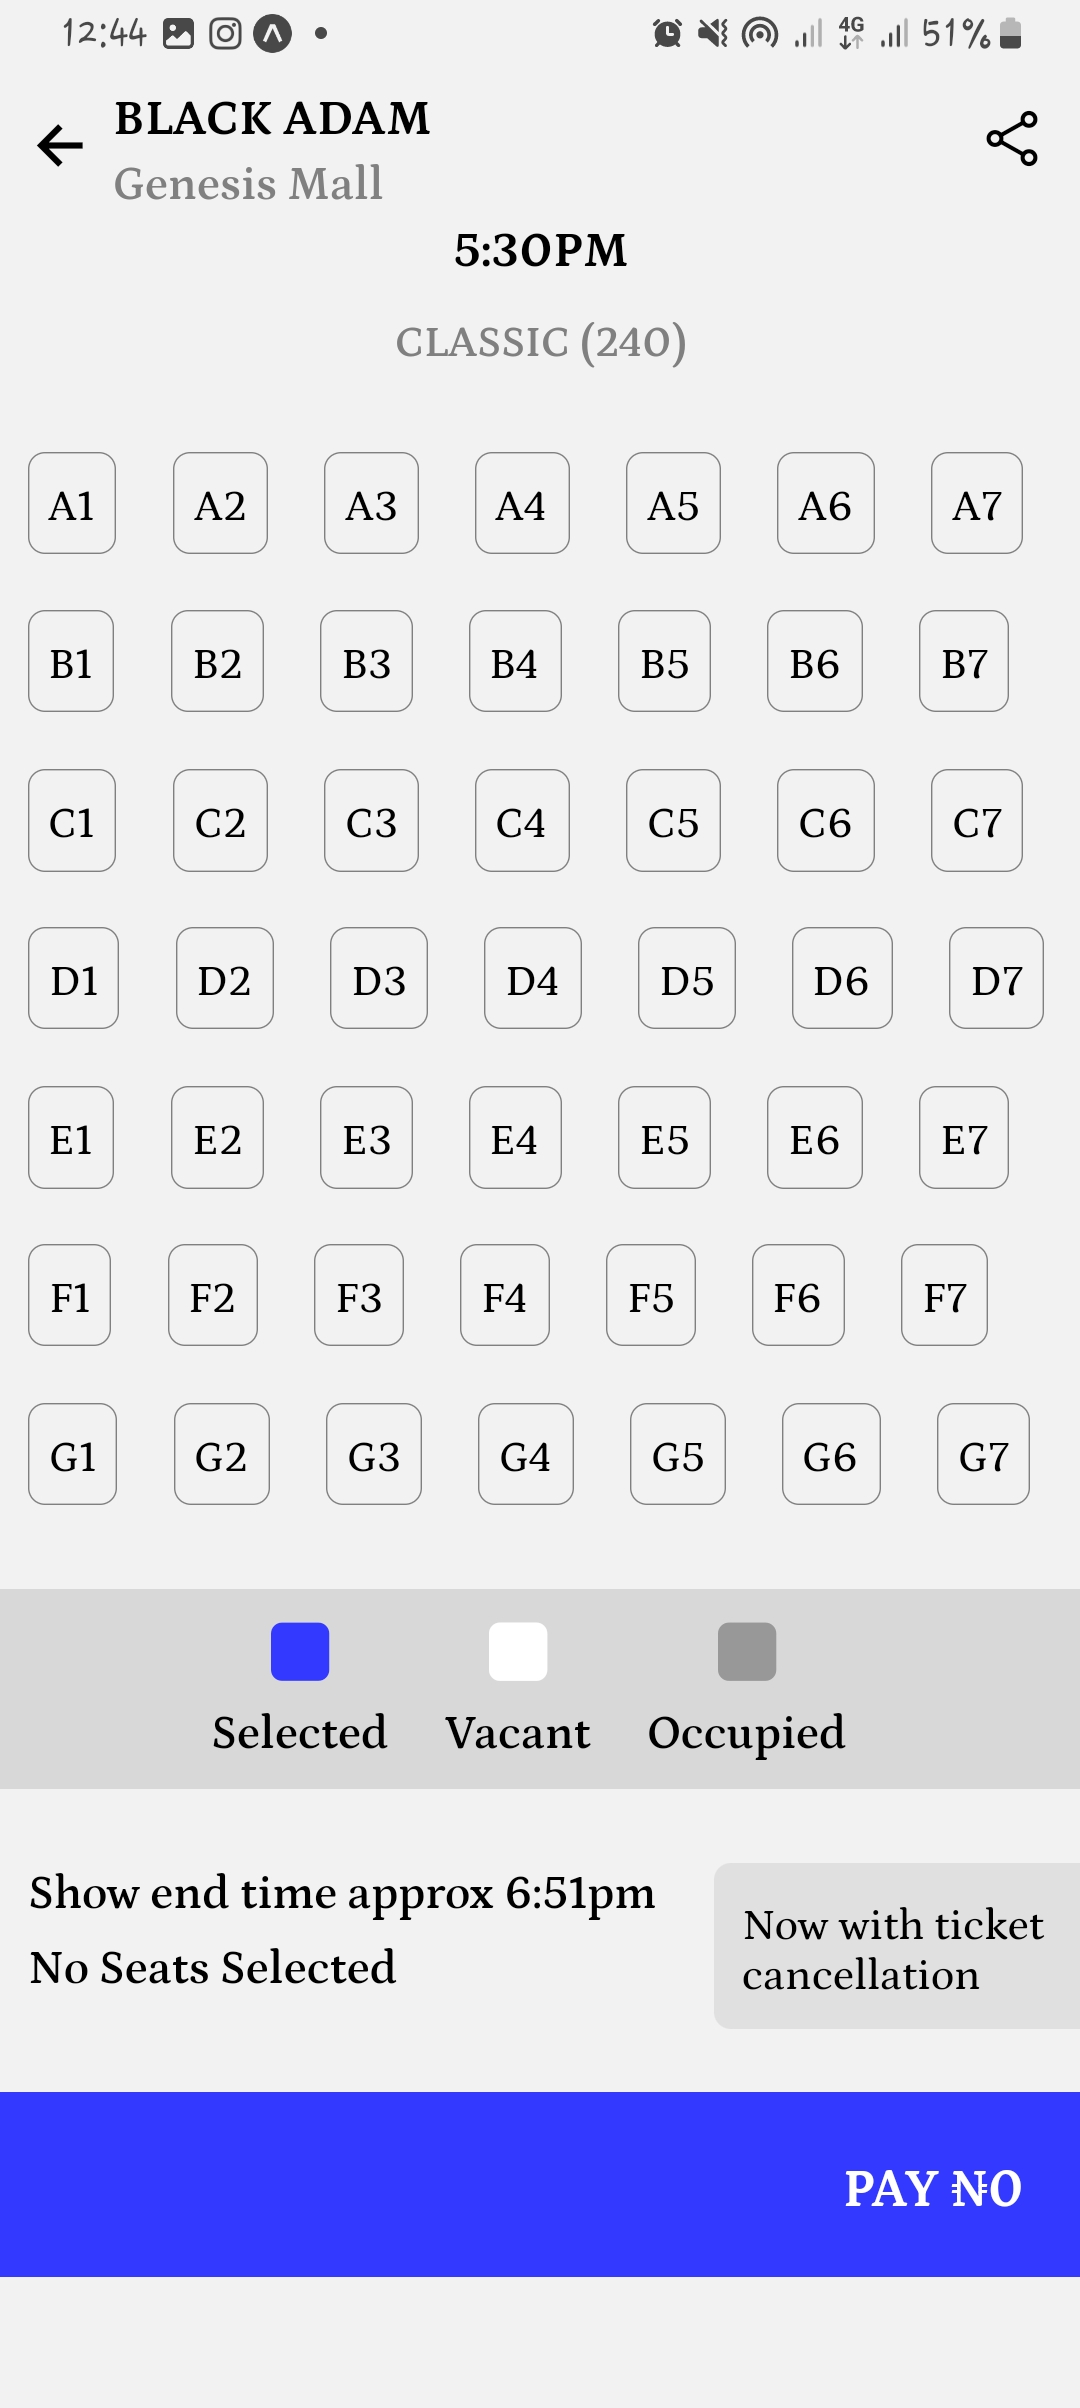 12:44 4G 51%
BLACK ADAM
Genesis Mall
5:30PM
CLASSIC (240)
A1 A2 A3 A4 A5 A6 A7
B1 B2 B3 B4 B5 B6 B7
C1 C2 C3 C4 C5 C6 C7
D1 D2 D3 D4 D5 D6 D7
E1 E2 E3 E4 E5 E6 E7
F1 F2 F3 F4 F5 F6 F7
G1 G2 G3 G4 G5 G6 G7
Selected Vacant Occupied
Show end time approx 6:51pm
No Seats Selected
Now with ticket
cancellation
PAY ₦0